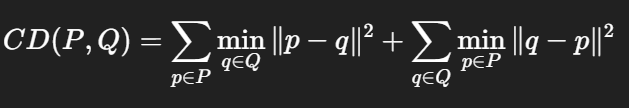 CD(P, Q) = ∑_{p∈P} min_{q∈Q} ‖p − q‖² + ∑_{q∈Q} min_{p∈P} ‖q − p‖²